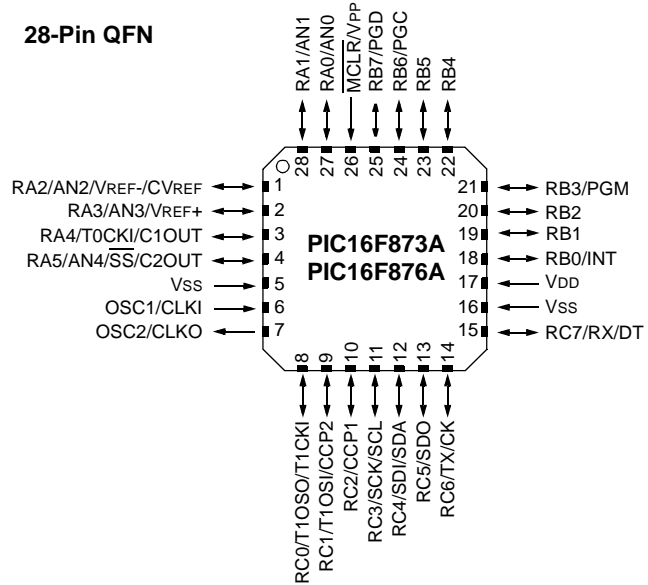 28-Pin QFN
RA1/AN1
RA0/AN0
MCLR/VPP
RB7/PGD
RB6/PGC
RB5
RB4
28
27
26
25
24
23
22
RA2/AN2/VREF-/CVREF
RA3/AN3/VREF+
RA4/T0CKI/C1OUT
RA5/AN4/SS/C2OUT
VSS
OSC1/CLKI
OSC2/CLKO
1
2
3
4
5
6
7
PIC16F873A
PIC16F876A
21
20
19
18
17
16
15
RB3/PGM
RB2
RB1
RB0/INT
VDD
VSS
RC7/RX/DT
8
9
10
11
12
13
14
RC0/T1OSO/T1CKI
RC1/T1OSI/CCP2
RC2/CCP1
RC3/SCK/SCL
RC4/SDI/SDA
RC5/SDO
RC6/TX/CK